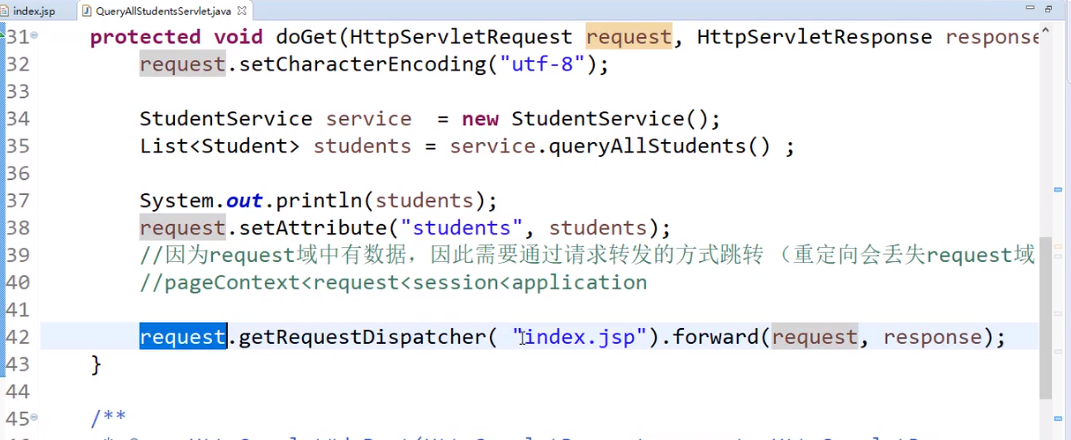 index.jsp QueryAllStudentsServlet.java
31 protected void doGet(HttpServletRequest request, HttpServletResponse response
32 request.setCharacterEncoding("utf-8");
33
34 StudentService service = new StudentService();
35 List<Student> students = service.queryAllStudents() ;
36
37 System.out.println(students);
38 request.setAttribute("students", students);
39 //因为request域中有数据，因此需要通过请求转发的方式跳转 （重定向会丢失request域
40 //pageContext<request<session<application
41
42 request.getRequestDispatcher( "index.jsp").forward(request, response);
43 }
44
45 /**